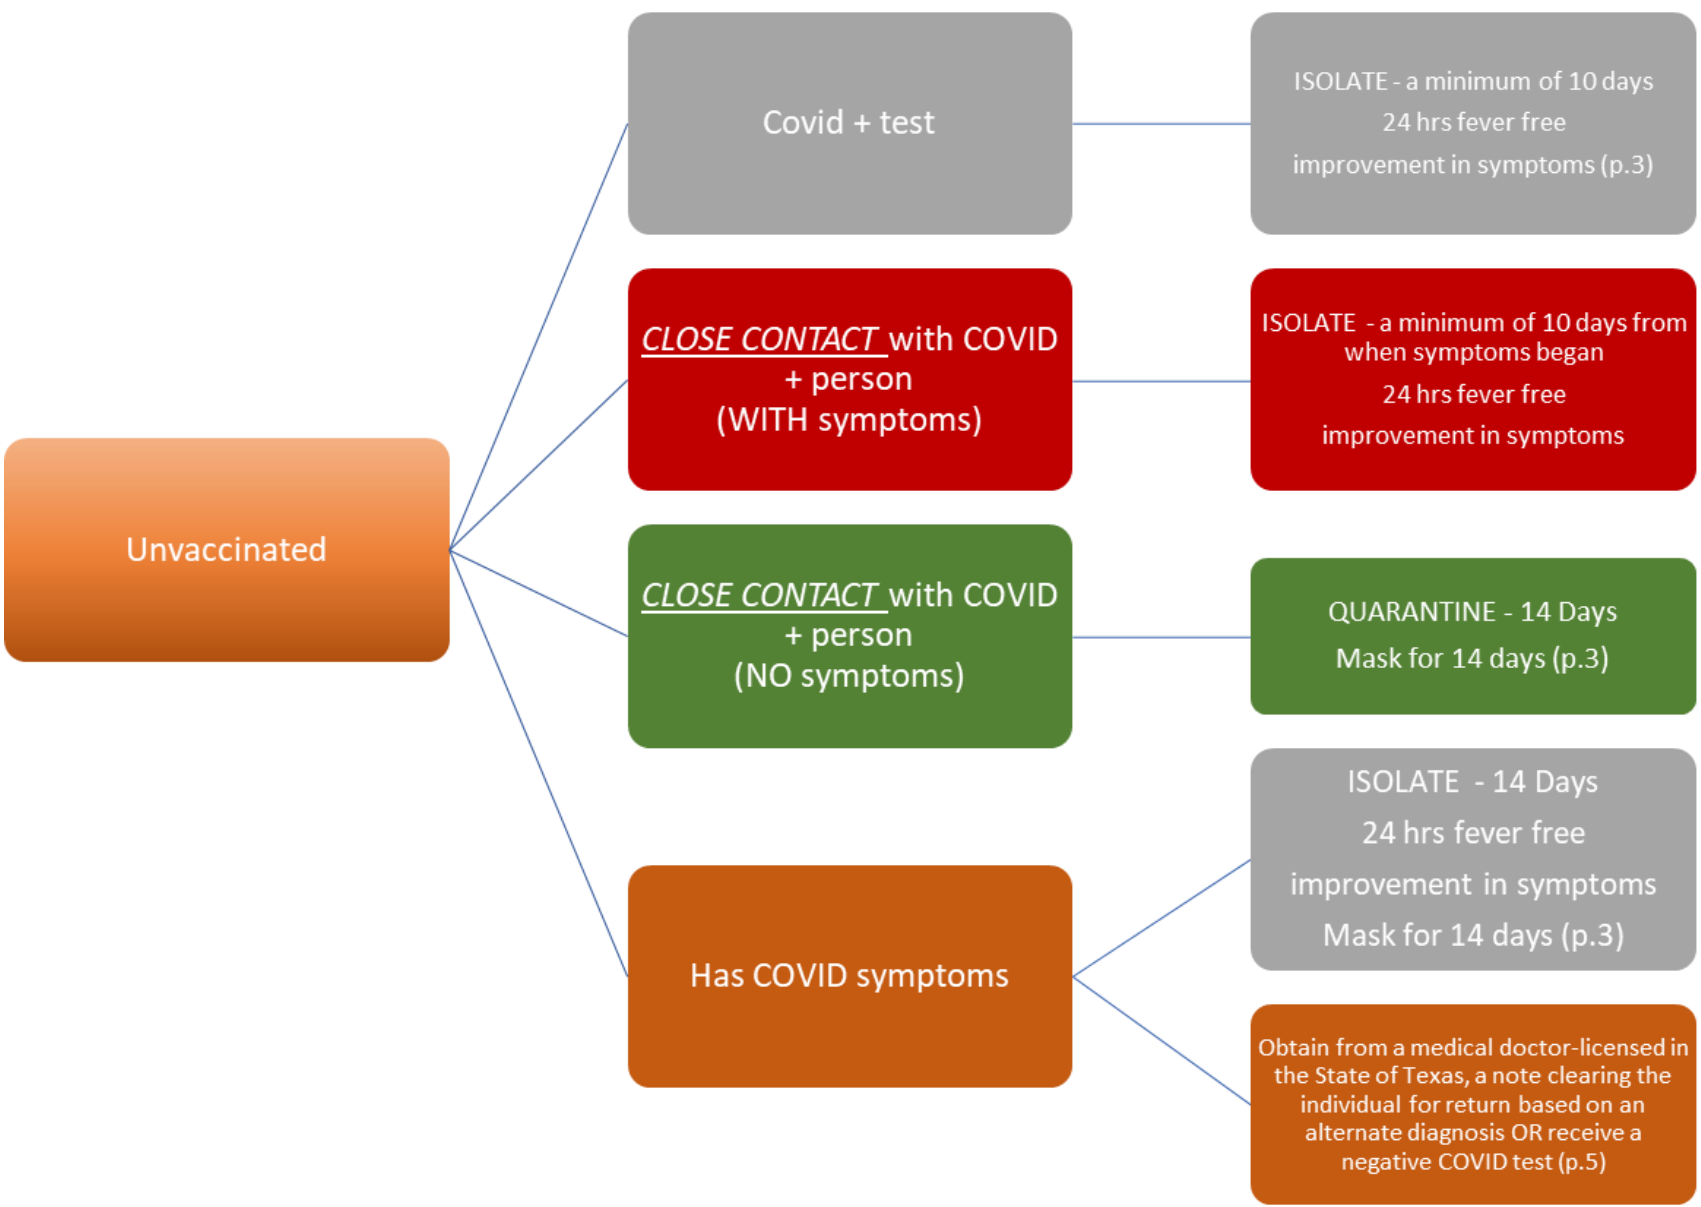 Covid + test
ISOLATE - a minimum of 10 days
24 hrs fever free
improvement in symptoms (p.3)
CLOSE CONTACT with COVID
+ person
(WITH symptoms)
ISOLATE - a minimum of 10 days from
when symptoms began
24 hrs fever free
improvement in symptoms
Unvaccinated
CLOSE CONTACT with COVID
+ person
(NO symptoms)
QUARANTINE - 14 Days
Mask for 14 days (p.3)
Has COVID symptoms
ISOLATE - 14 Days
24 hrs fever free
improvement in symptoms
Mask for 14 days (p.3)
Obtain from a medical doctor-licensed in
the State of Texas, a note clearing the
individual for return based on an
alternate diagnosis OR receive a
negative COVID test (p.5)